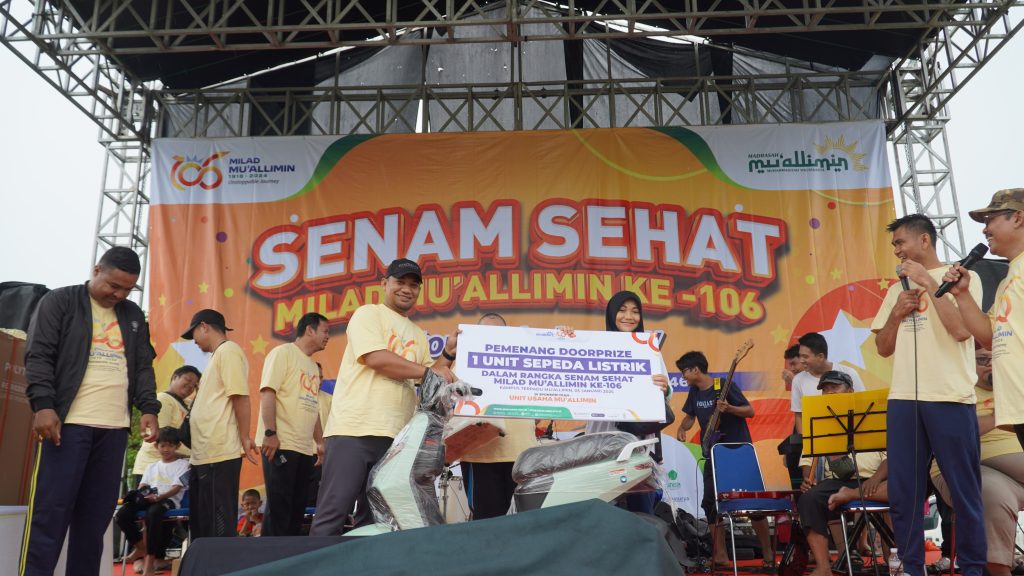 MILAD
MU'ALLIMIN
1918 - 2024
Unstoppable Journey
MADRASAH
mu'allimin
SENAM SEHAT
MILAD MU'ALLIMIN KE -106
PEMENANG DOORPRIZE
1 UNIT SEPEDA LISTRIK
DALAM RANGKA SENAM SEHAT
MILAD MU'ALLIMIN KE-106
UNIT USAHA MU'ALLIMIN